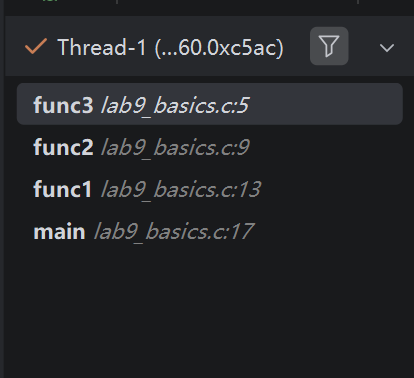 Thread-1 (...60.0xc5ac)
func3 lab9_basics.c:5
func2 lab9_basics.c:9
func1 lab9_basics.c:13
main lab9_basics.c:17